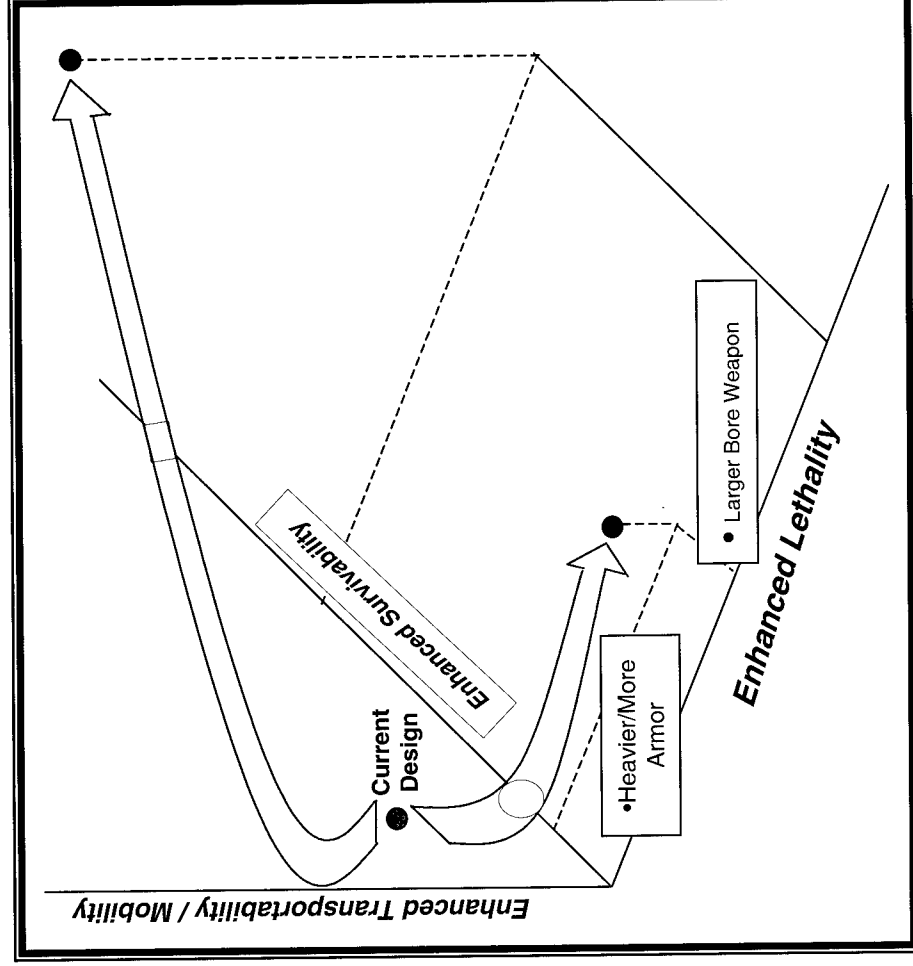 Enhanced Transportability / Mobility
Current
Design
Enhanced Survivability
•Heavier/More
Armor
• Larger Bore Weapon
Enhanced Lethality